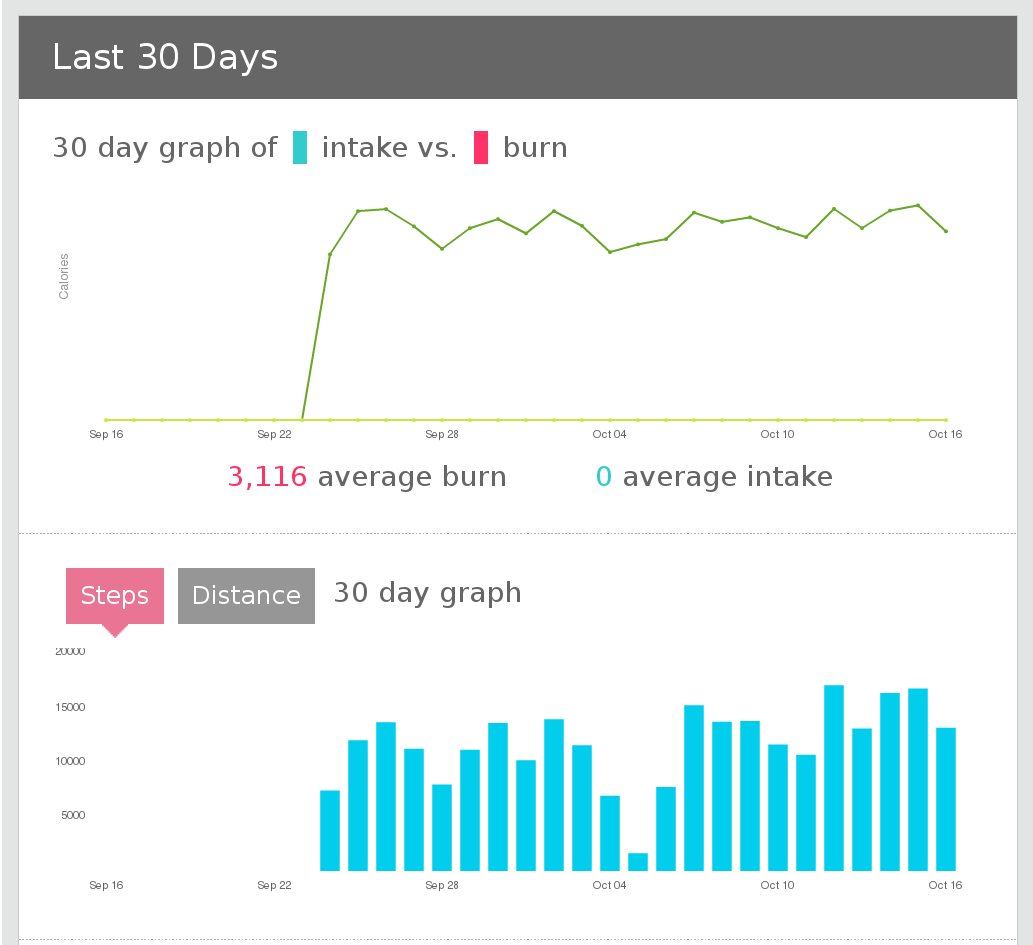 Last 30 Days
30 day graph of intake vs. burn
Calories
Sep 16 Sep 22 Sep 28 Oct 04 Oct 10 Oct 16
3,116 average burn 0 average intake
Steps Distance 30 day graph
20000
15000
10000
5000
Sep 16 Sep 22 Sep 28 Oct 04 Oct 10 Oct 16